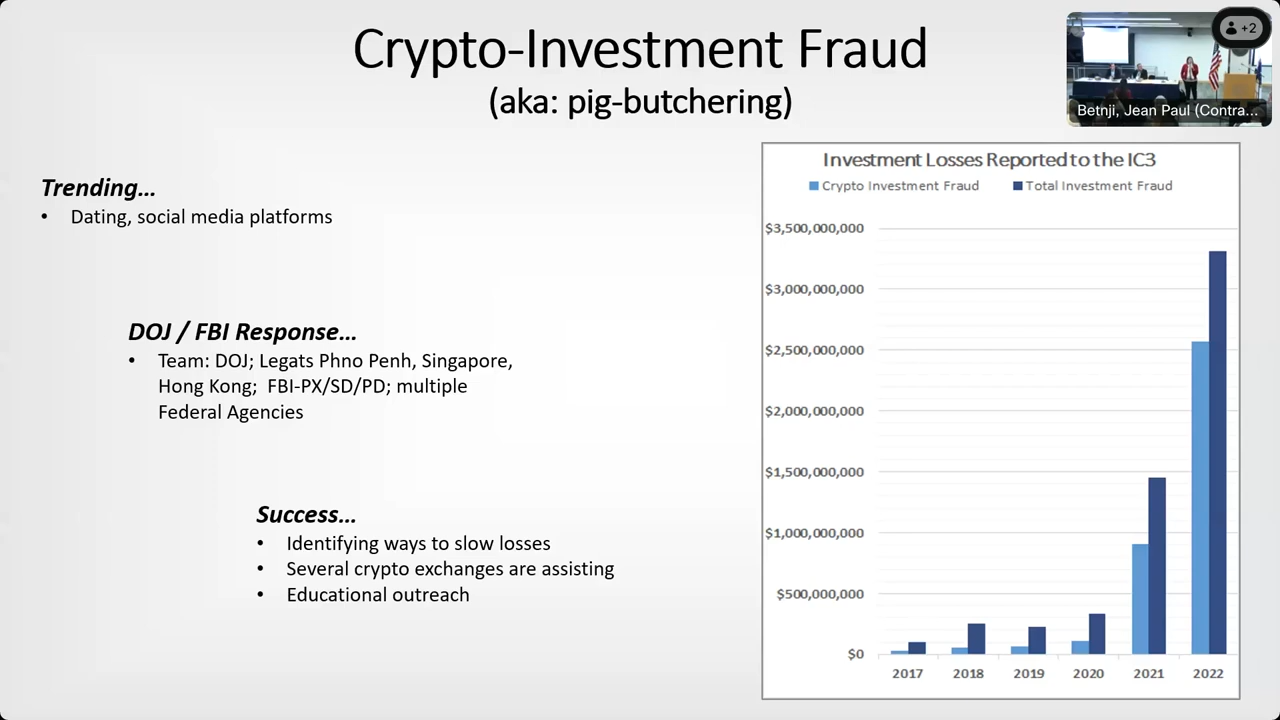 Crypto-Investment Fraud
(aka: pig-butchering)
+2
Betnji, Jean Paul (Contra...
Trending...
• Dating, social media platforms
DOJ / FBI Response...
• Team: DOJ; Legats Phno Penh, Singapore,
Hong Kong; FBI-PX/SD/PD; multiple
Federal Agencies
Success...
• Identifying ways to slow losses
• Several crypto exchanges are assisting
• Educational outreach
Investment Losses Reported to the IC3
Crypto Investment Fraud Total Investment Fraud
$3,500,000,000
$3,000,000,000
$2,500,000,000
$2,000,000,000
$1,500,000,000
$1,000,000,000
$500,000,000
$0
2017 2018 2019 2020 2021 2022